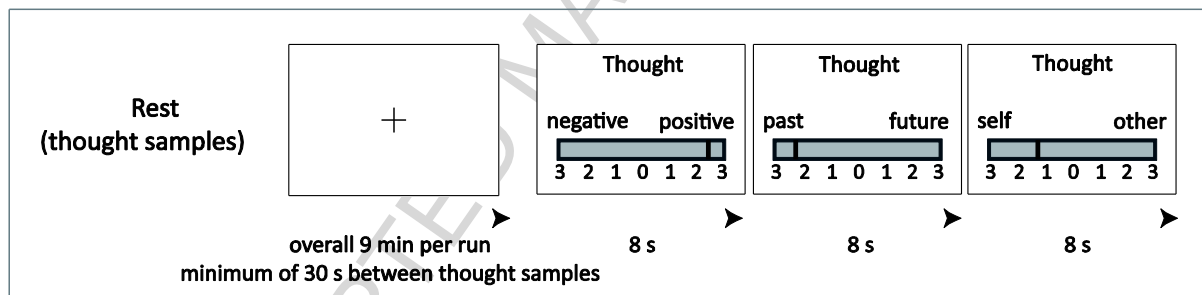 Rest
(thought samples)
overall 9 min per run
minimum of 30 s between thought samples
Thought
negative positive
3 2 1 0 1 2 3
8 s
Thought
past future
3 2 1 0 1 2 3
8 s
Thought
self other
3 2 1 0 1 2 3
8 s